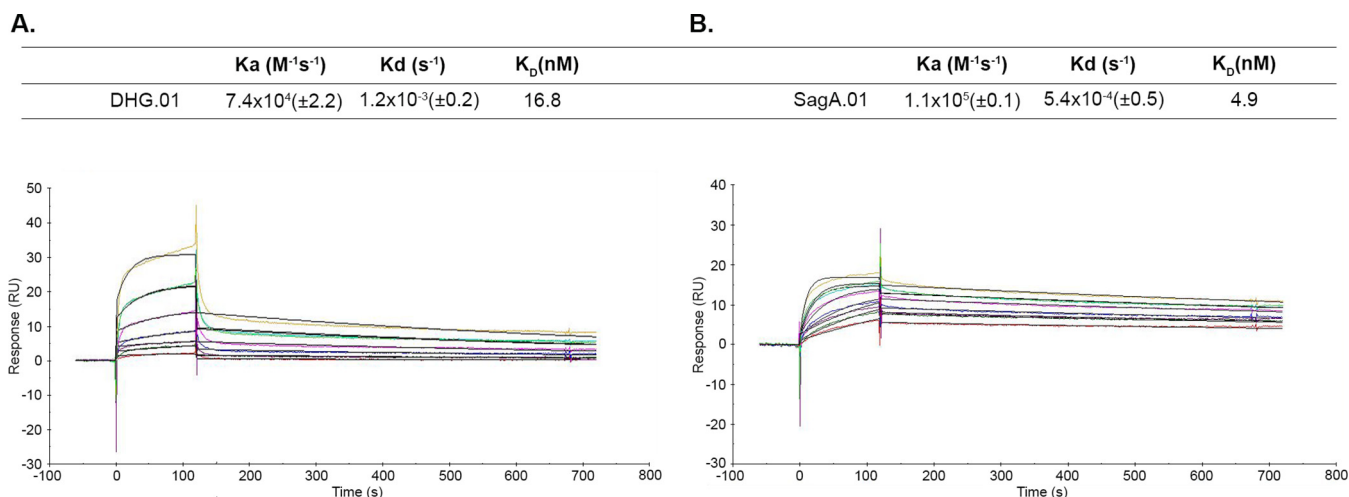 A.
Ka (M⁻¹s⁻¹) Kd (s⁻¹) K_D(nM)
DHG.01 7.4x10⁴(±2.2) 1.2x10⁻³(±0.2) 16.8
50
40
30
20
10
0
-10
-20
-30
Response (RU)
-100 0 100 200 300 400 500 600 700 800
Time (s)
B.
Ka (M⁻¹s⁻¹) Kd (s⁻¹) K_D(nM)
SagA.01 1.1x10⁵(±0.1) 5.4x10⁻⁴(±0.5) 4.9
40
30
20
10
0
-10
-20
-30
Response (RU)
-100 0 100 200 300 400 500 600 700 800
Time (s)